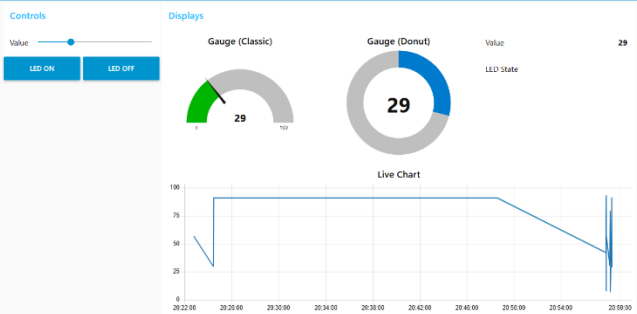 Controls
Displays
Value
LED ON
LED OFF
Gauge (Classic)
29
0
100
Gauge (Donut)
29
Value
29
LED State
Live Chart
100
75
50
25
0
20:22:00
20:26:00
20:30:00
20:34:00
20:38:00
20:42:00
20:46:00
20:50:00
20:54:00
20:59:00